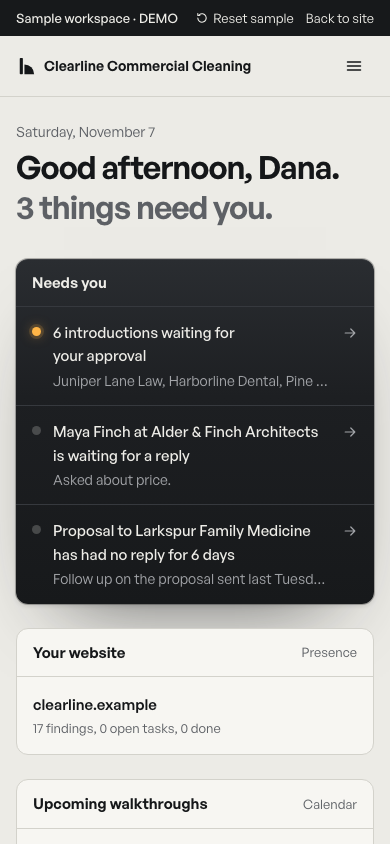 Sample workspace · DEMO
Reset sample
Back to site
Clearline Commercial Cleaning
Saturday, November 7
Good afternoon, Dana.
3 things need you.
Needs you
6 introductions waiting for
your approval
Juniper Lane Law, Harborline Dental, Pine ...
Maya Finch at Alder & Finch Architects
is waiting for a reply
Asked about price.
Proposal to Larkspur Family Medicine
has had no reply for 6 days
Follow up on the proposal sent last Tuesd...
Your website
Presence
clearline.example
17 findings, 0 open tasks, 0 done
Upcoming walkthroughs
Calendar